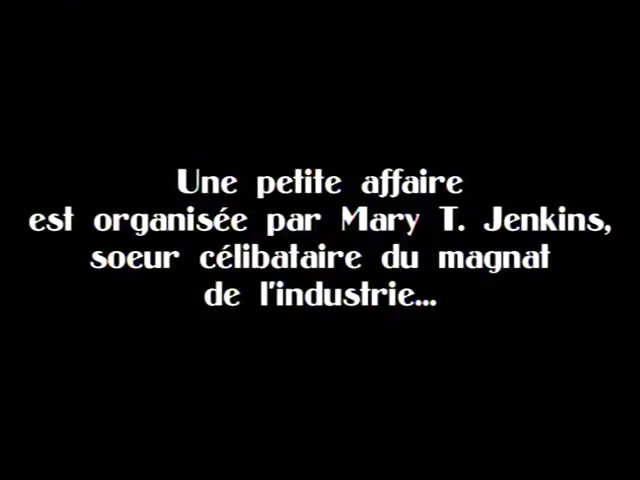 Une petite affaire
est organisée par Mary T. Jenkins,
soeur célibataire du magnat
de l'industrie...